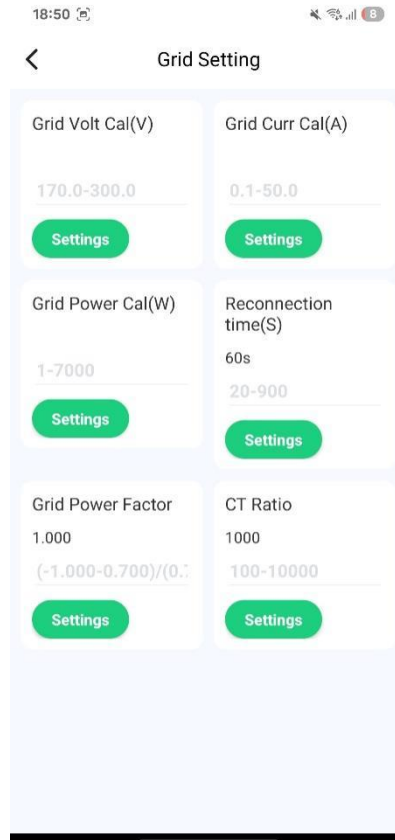 18:50
8
Grid Setting
Grid Volt Cal(V)
170.0-300.0
Settings
Grid Curr Cal(A)
0.1-50.0
Settings
Grid Power Cal(W)
1-7000
Settings
Reconnection
time(S)
60s
20-900
Settings
Grid Power Factor
1.000
(-1.000-0.700)/(0.
Settings
CT Ratio
1000
100-10000
Settings